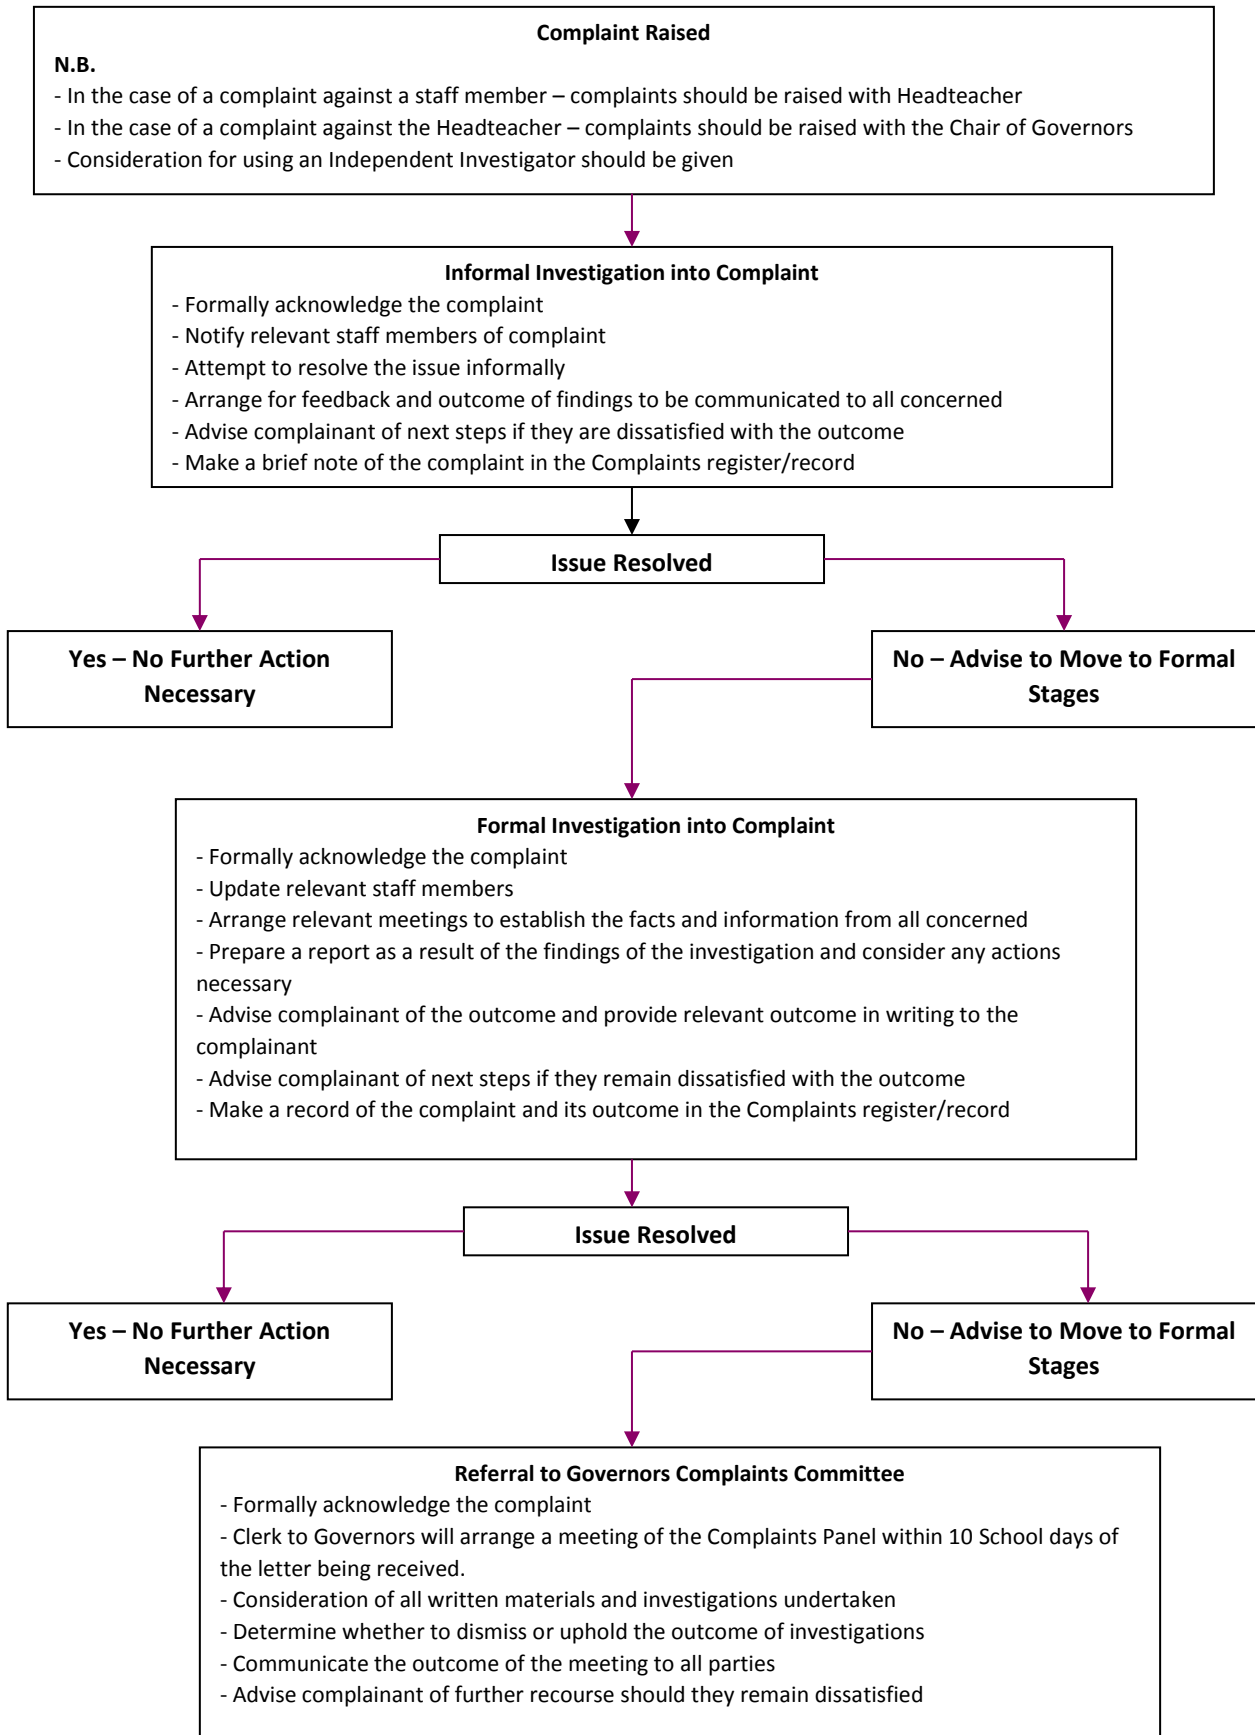 Complaint Raised
N.B.
- In the case of a complaint against a staff member – complaints should be raised with Headteacher
- In the case of a complaint against the Headteacher – complaints should be raised with the Chair of Governors
- Consideration for using an Independent Investigator should be given
Informal Investigation into Complaint
- Formally acknowledge the complaint
- Notify relevant staff members of complaint
- Attempt to resolve the issue informally
- Arrange for feedback and outcome of findings to be communicated to all concerned
- Advise complainant of next steps if they are dissatisfied with the outcome
- Make a brief note of the complaint in the Complaints register/record
Issue Resolved
Yes – No Further Action
Necessary
No – Advise to Move to Formal
Stages
Formal Investigation into Complaint
- Formally acknowledge the complaint
- Update relevant staff members
- Arrange relevant meetings to establish the facts and information from all concerned
- Prepare a report as a result of the findings of the investigation and consider any actions
necessary
- Advise complainant of the outcome and provide relevant outcome in writing to the
complainant
- Advise complainant of next steps if they remain dissatisfied with the outcome
- Make a record of the complaint and its outcome in the Complaints register/record
Issue Resolved
Yes – No Further Action
Necessary
No – Advise to Move to Formal
Stages
Referral to Governors Complaints Committee
- Formally acknowledge the complaint
- Clerk to Governors will arrange a meeting of the Complaints Panel within 10 School days of
the letter being received.
- Consideration of all written materials and investigations undertaken
- Determine whether to dismiss or uphold the outcome of investigations
- Communicate the outcome of the meeting to all parties
- Advise complainant of further recourse should they remain dissatisfied